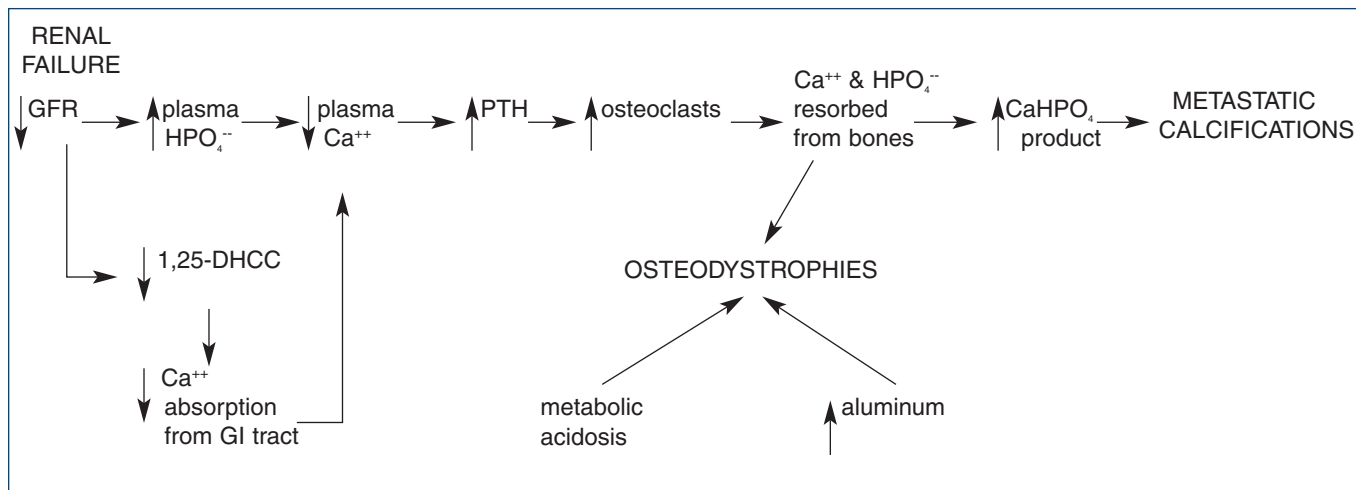 RENAL
FAILURE
GFR
plasma
HPO₄⁻⁻
plasma
Ca⁺⁺
PTH
osteoclasts
Ca⁺⁺ & HPO₄⁻⁻
resorbed
from bones
CaHPO₄
product
METASTATIC
CALCIFICATIONS
1,25-DHCC
OSTEODYSTROPHIES
Ca⁺⁺
absorption
from GI tract
metabolic
acidosis
aluminum